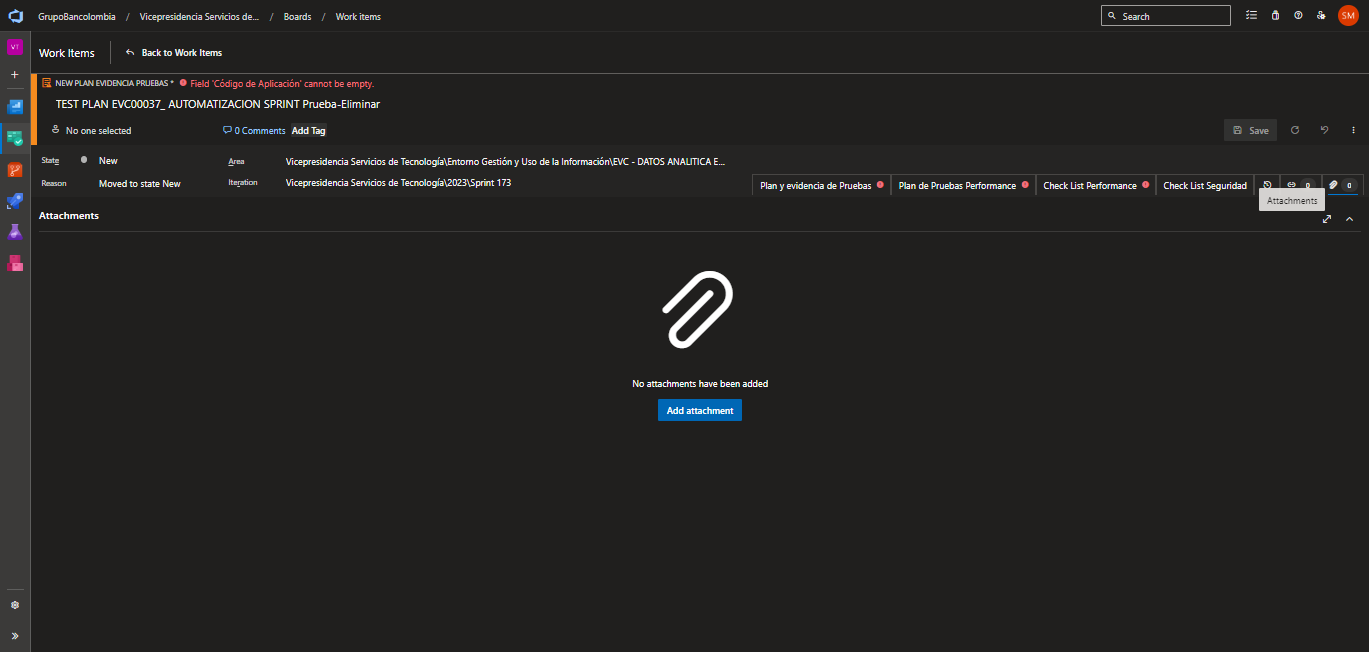 GrupoBancolombia / Vicepresidencia Servicios de... / Boards / Work items
Search
SM
VT
Work Items
Back to Work Items
NEW PLAN EVIDENCIA PRUEBAS * Field 'Código de Aplicación' cannot be empty.
TEST PLAN EVC00037_ AUTOMATIZACION SPRINT Prueba-Eliminar
No one selected
0 Comments
Add Tag
Save
State
New
Area
Vicepresidencia Servicios de Tecnología\Entorno Gestión y Uso de la Información\EVC - DATOS ANALITICA E...
Reason
Moved to state New
Iteration
Vicepresidencia Servicios de Tecnología\2023\Sprint 173
Plan y evidencia de Pruebas
Plan de Pruebas Performance
Check List Performance
Check List Seguridad
0
0
Attachments
Attachments
No attachments have been added
Add attachment